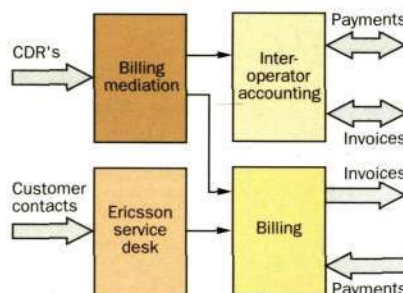 CDR's
Billing
mediation
Inter-
operator
accounting
Payments
Invoices
Customer
contacts
Ericsson
service
desk
Billing
Invoices
Payments